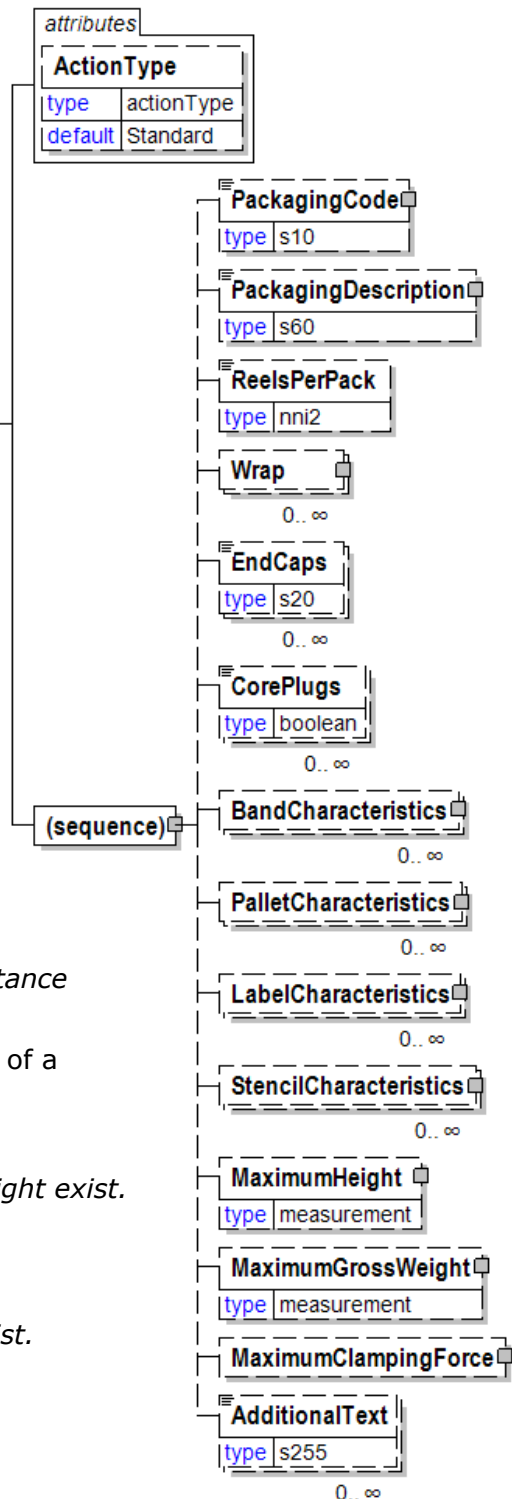 attributes
ActionType
type actionType
default Standard
PackagingCode
type s10
PackagingDescription
type s60
ReelsPerPack
type nni2
Wrap
0.. ∞
EndCaps
type s20
0.. ∞
CorePlugs
type boolean
0.. ∞
(sequence)
BandCharacteristics
0.. ∞
PalletCharacteristics
0.. ∞
LabelCharacteristics
0.. ∞
StencilCharacteristics
0.. ∞
MaximumHeight
type measurement
MaximumGrossWeight
type measurement
MaximumClampingForce
AdditionalText
type s255
0.. ∞
tance
of a
ight exist.
st.